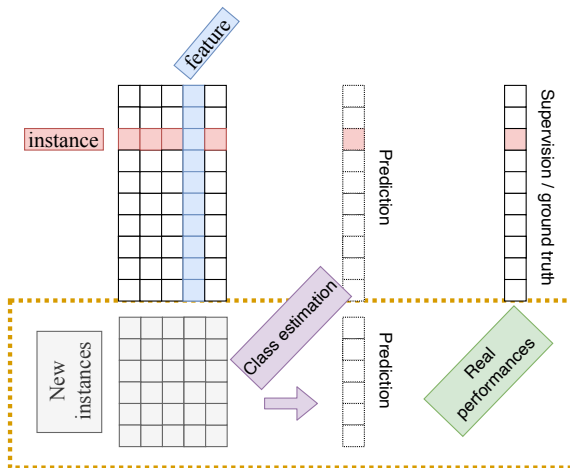 feature
instance
Prediction
Supervision / ground truth
Class estimation
New
instances
Prediction
Real
performances